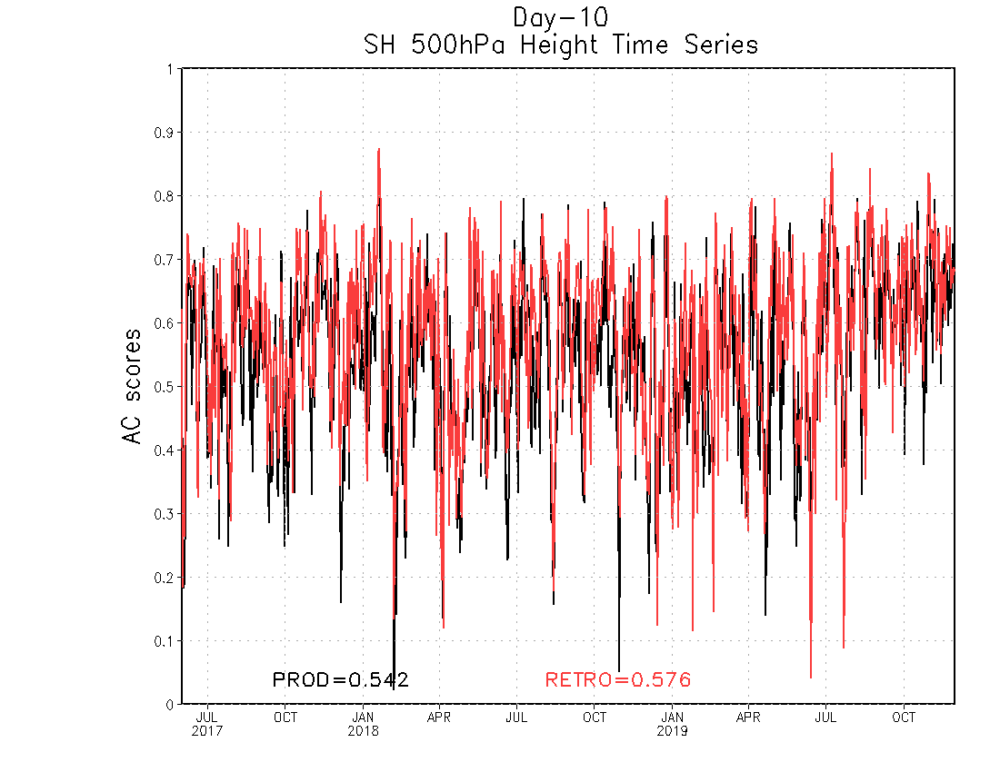 Day-10
SH 500hPa Height Time Series
AC scores
1
0.9
0.8
0.7
0.6
0.5
0.4
0.3
0.2
0.1
0
PROD=0.542 RETRO=0.576
JUL OCT JAN APR JUL OCT JAN APR JUL OCT
2017 2018 2019